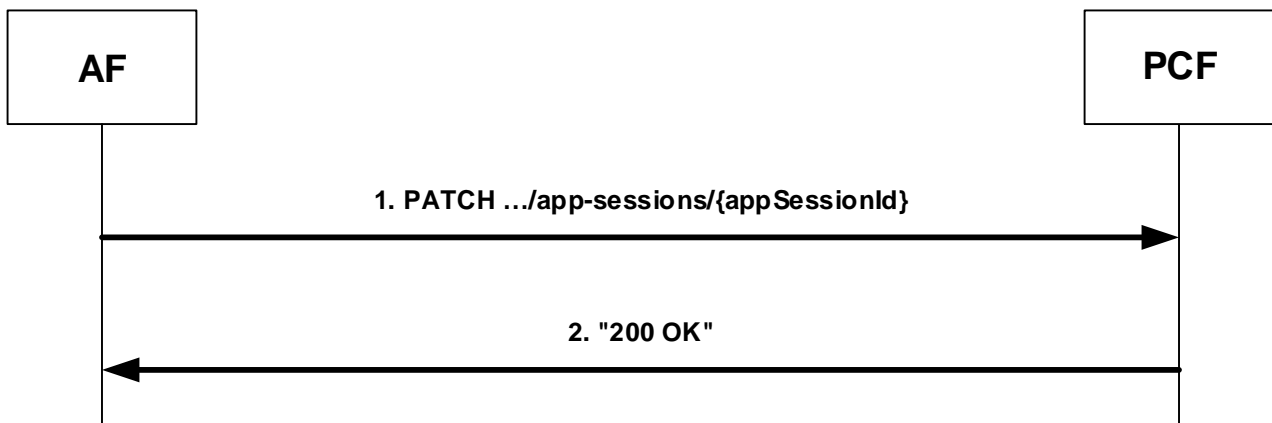 AF
PCF
1. PATCH …/app-sessions/{appSessionId}
2. "200 OK"